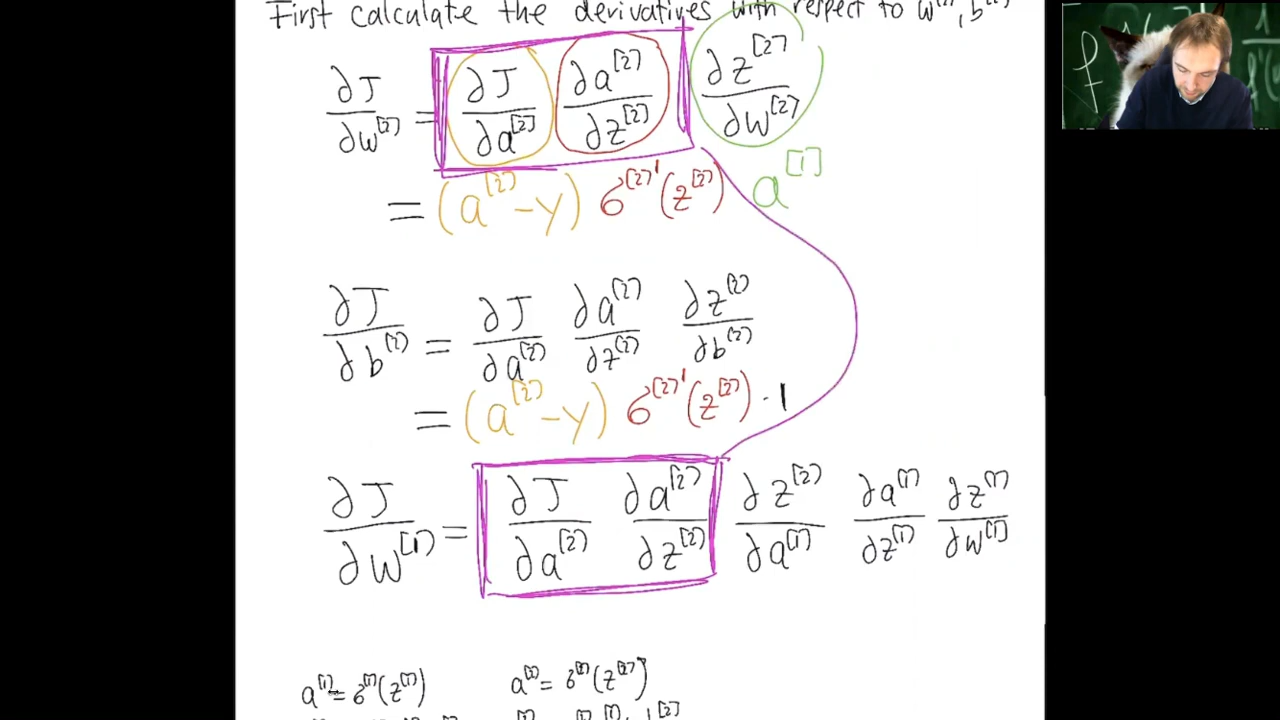 First calculate the derivatives with respect to w
∂J/∂w^[2] = ∂J/∂a^[2] ∂a^[2]/∂z^[2] ∂z^[2]/∂w^[2]
= (a^[2] - y) σ^[2]'(z^[2]) a^[1]
∂J/∂b^[2] = ∂J/∂a^[2] ∂a^[2]/∂z^[2] ∂z^[2]/∂b^[2]
= (a^[2] - y) σ^[2]'(z^[2]) · 1
∂J/∂w^[1] = ∂J/∂a^[2] ∂a^[2]/∂z^[2] ∂z^[2]/∂a^[1] ∂a^[1]/∂z^[1] ∂z^[1]/∂w^[1]
a^[1] = σ^[1](z^[1]) a^[2] = σ^[2](z^[2])